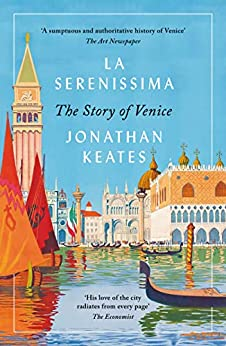 'A sumptuous and authoritative history of Venice'
The Art Newspaper
LA
SERENISSIMA
The Story of Venice
JONATHAN
KEATES
'His love of the city
radiates from every page'
The Economist